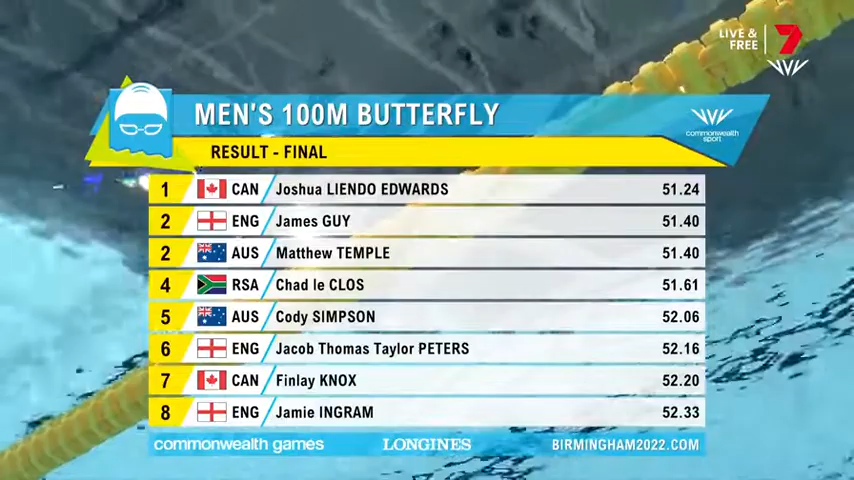 LIVE &
FREE
7
MEN'S 100M BUTTERFLY
commonwealth
sport
RESULT - FINAL
1 CAN Joshua LIENDO EDWARDS 51.24
2 ENG James GUY 51.40
2 AUS Matthew TEMPLE 51.40
4 RSA Chad le CLOS 51.61
5 AUS Cody SIMPSON 52.06
6 ENG Jacob Thomas Taylor PETERS 52.16
7 CAN Finlay KNOX 52.20
8 ENG Jamie INGRAM 52.33
commonwealth games LONGINES BIRMINGHAM2022.COM